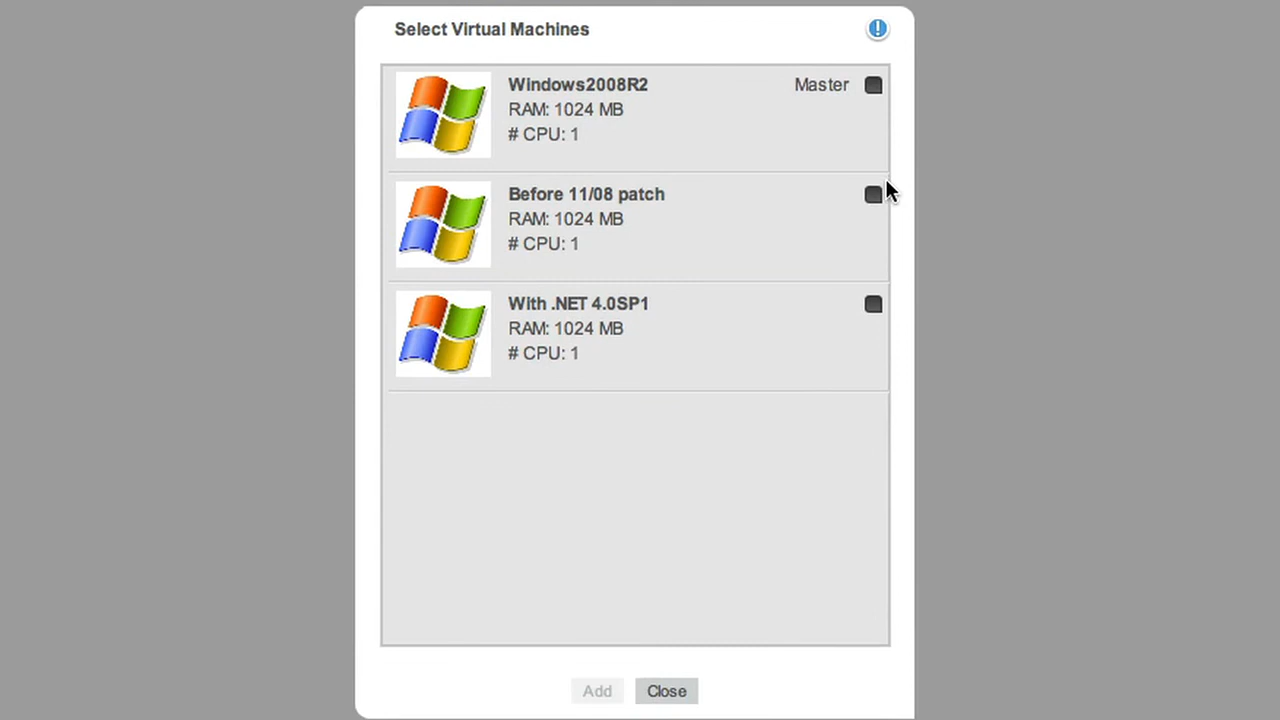 Select Virtual Machines
Windows2008R2 Master
RAM: 1024 MB
# CPU: 1
Before 11/08 patch
RAM: 1024 MB
# CPU: 1
With .NET 4.0SP1
RAM: 1024 MB
# CPU: 1
Add Close